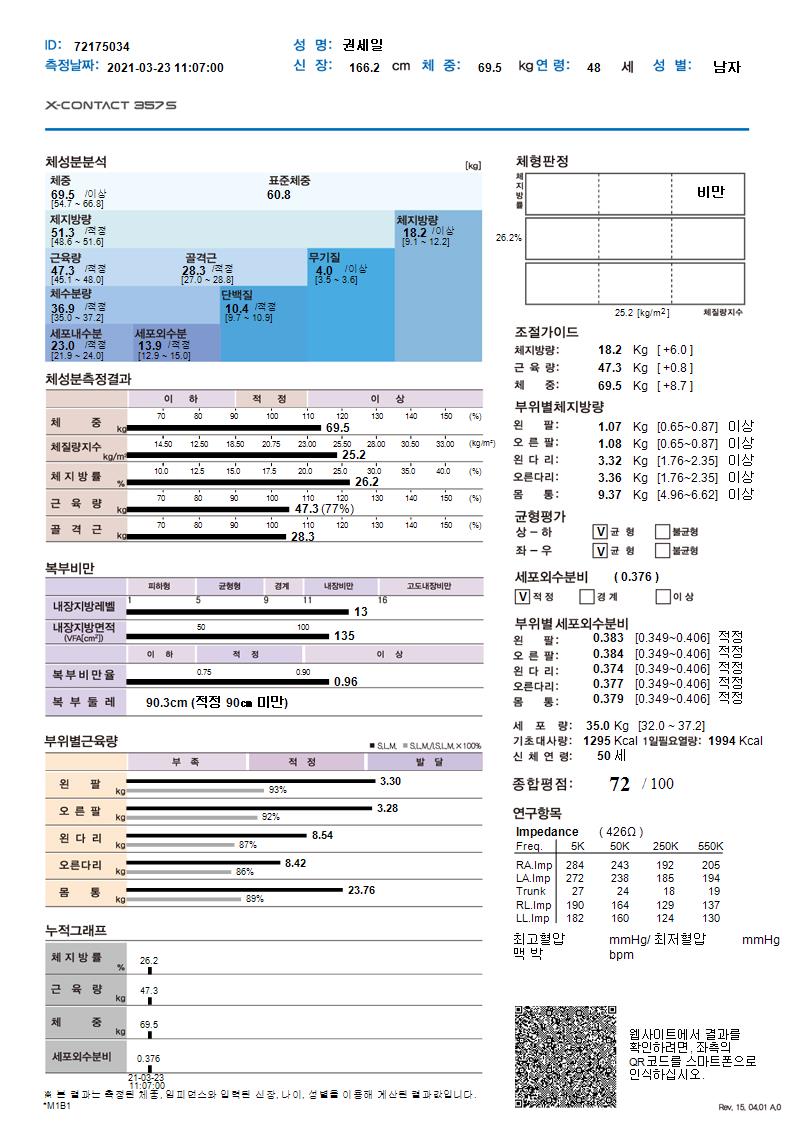 ID: 72175034 성 명: 권세일
측정날짜: 2021-03-23 11:07:00 신 장: 166.2 cm 체 중: 69.5 kg 연 령: 48 세 성 별: 남자
X-CONTACT 357S
체성분분석 [kg]
체중 표준체중
69.5 /이상 60.8
[54.7 ~ 66.8]
제지방량 체지방량
51.3 /적정 18.2 /이상
[48.6 ~ 51.6] [9.1 ~ 12.2]
근육량 골격근 무기질
47.3 /적정 28.3 /적정 4.0 /이상
[45.1 ~ 48.0] [27.0 ~ 28.8] [3.5 ~ 3.6]
체수분량 단백질
36.9 /적정 10.4 /적정
[35.0 ~ 37.2] [9.7 ~ 10.9]
세포내수분 세포외수분
23.0 /적정 13.9 /적정
[21.9 ~ 24.0] [12.9 ~ 15.0]
체성분측정결과
이 하 적 정 이 상
70 80 90 100 110 120 130 140 150 (%)
체 중 kg 69.5
14.50 12.50 18.50 22.00 25.00 28.00 30.50 33.00 (kg/m²)
체질량지수 kg/m² 25.2
10.0 12.5 15.0 17.5 20.0 25.0 30.0 35.0 40.0 (%)
체 지 방 률 % 26.2
70 80 90 100 110 120 130 140 150 (%)
근 육 량 kg 47.3 (77%)
70 80 90 100 110 120 130 140 150 (%)
골 격 근 kg 28.3
복부비만
피하형 균형형 경계 내장비만 고도내장비만
1 5 9 11 16
내장지방레벨 13
50 100
내장지방면적 (VFA[cm²]) 135
이 하 적 정 이 상
0.75 0.90
복부비만율 0.96
복 부 둘 레 90.3cm (적정 90㎝ 미만)
부위별근육량 ■ S.L.M. ■ S.L.M./I.S.L.M.×100%
부 족 적 정 발 달
왼 팔 kg 3.30
93%
오 른 팔 kg 3.28
92%
왼 다 리 kg 8.54
87%
오른다리 kg 8.42
86%
몸 통 kg 23.76
89%
누적그래프
체 지 방 률 % 26.2
근 육 량 kg 47.3
체 중 kg 69.5
세포외수분비 0.376
21-03-23
11:07:00
※ 본 결과는 측정된 체중, 임피던스와 입력된 신장, 나이, 성별을 이용해 계산된 결과값입니다.
*M1B1
체형판정
체지방률
비만
26.2%
25.2 [kg/m²] 체질량지수
조절가이드
체지방량: 18.2 Kg [ +6.0 ]
근 육 량: 47.3 Kg [ +0.8 ]
체 중: 69.5 Kg [ +8.7 ]
부위별체지방량
왼 팔: 1.07 Kg [0.65~0.87] 이상
오 른 팔: 1.08 Kg [0.65~0.87] 이상
왼 다 리: 3.32 Kg [1.76~2.35] 이상
오른다리: 3.36 Kg [1.76~2.35] 이상
몸 통: 9.37 Kg [4.96~6.62] 이상
균형평가
상 – 하 V 균 형 불균형
좌 – 우 V 균 형 불균형
세포외수분비 ( 0.376 )
V 적 정 경 계 이 상
부위별 세포외수분비
왼 팔: 0.383 [0.349~0.406] 적정
오 른 팔: 0.384 [0.349~0.406] 적정
왼 다 리: 0.374 [0.349~0.406] 적정
오른다리: 0.377 [0.349~0.406] 적정
몸 통: 0.379 [0.349~0.406] 적정
세 포 량: 35.0 Kg [32.0 ~ 37.2]
기초대사량: 1295 Kcal 1일필요열량: 1994 Kcal
신 체 연 령: 50 세
종합평점: 72 / 100
연구항목
Impedance ( 426Ω )
Freq. 5K 50K 250K 550K
RA.Imp 284 243 192 205
LA.Imp 272 238 185 194
Trunk 27 24 18 19
RL.Imp 190 164 129 137
LL.Imp 182 160 124 130
최고혈압 mmHg/ 최저혈압 mmHg
맥 박 bpm
웹사이트에서 결과를
확인하려면, 좌측의
QR코드를 스마트폰으로
인식하십시오.
Rev, 15, 04,01 A,0